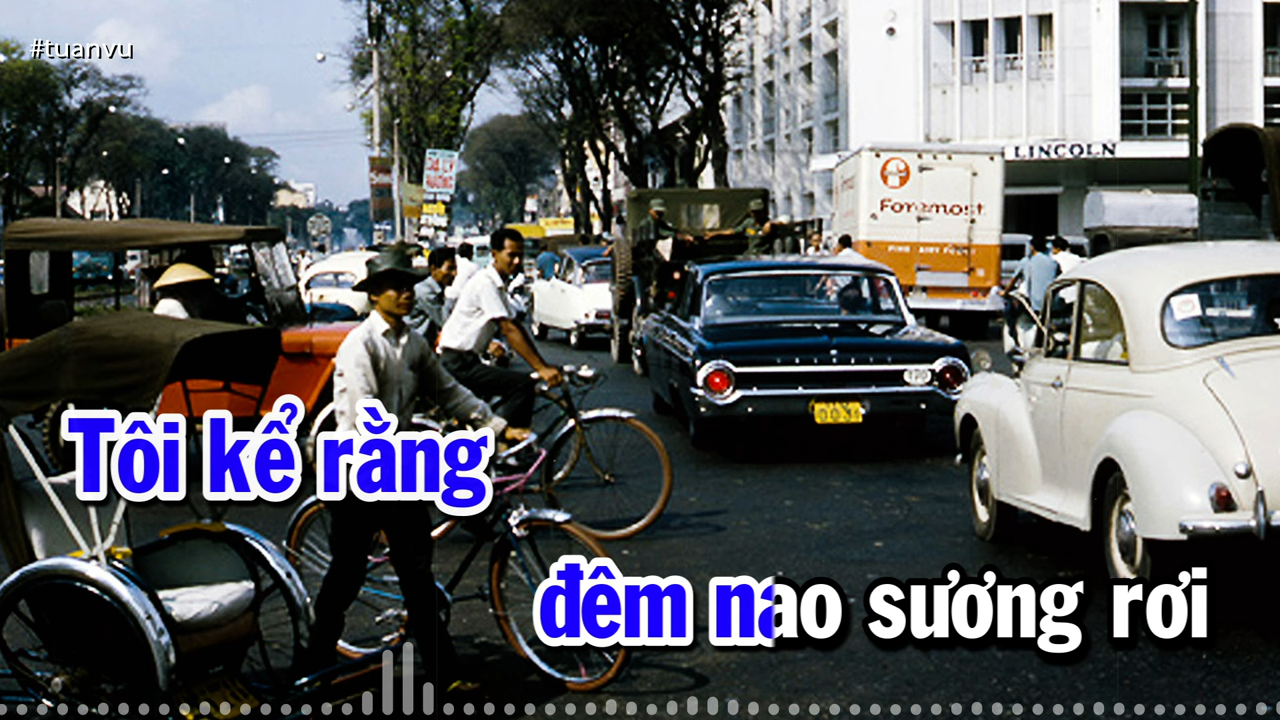 #tuanvu
LINCOLN
Foremost
Tôi kể rằng
đêm nao sương rơi